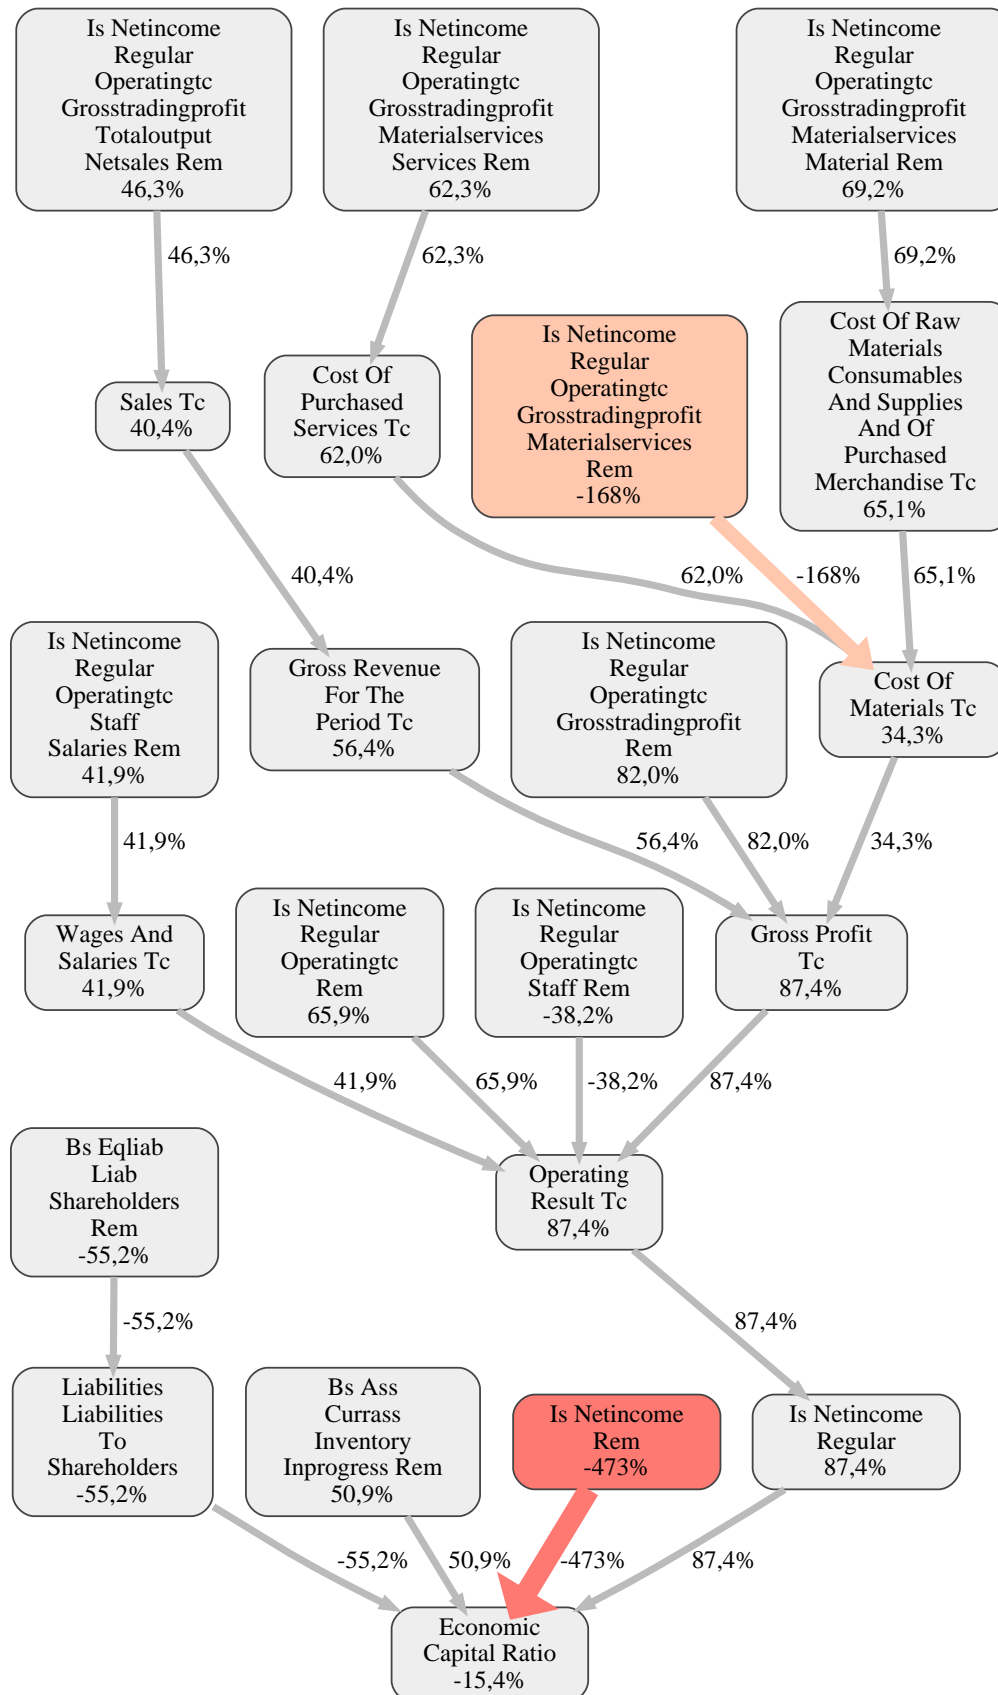 Is Netincome
Regular
Operatingtc
Grosstradingprofit
Totaloutput
Netsales Rem
46,3%
Is Netincome
Regular
Operatingtc
Grosstradingprofit
Materialservices
Services Rem
62,3%
Is Netincome
Regular
Operatingtc
Grosstradingprofit
Materialservices
Material Rem
69,2%
46,3%
62,3%
69,2%
Sales Tc
40,4%
Cost Of
Purchased
Services Tc
62,0%
Is Netincome
Regular
Operatingtc
Grosstradingprofit
Materialservices
Rem
-168%
Cost Of Raw
Materials
Consumables
And Supplies
And Of
Purchased
Merchandise Tc
65,1%
40,4%
62,0%
-168%
65,1%
Is Netincome
Regular
Operatingtc
Staff
Salaries Rem
41,9%
Gross Revenue
For The
Period Tc
56,4%
Is Netincome
Regular
Operatingtc
Grosstradingprofit
Rem
82,0%
Cost Of
Materials Tc
34,3%
41,9%
56,4%
82,0%
34,3%
Wages And
Salaries Tc
41,9%
Is Netincome
Regular
Operatingtc
Rem
65,9%
Is Netincome
Regular
Operatingtc
Staff Rem
-38,2%
Gross Profit
Tc
87,4%
41,9%
65,9%
-38,2%
87,4%
Bs Eqliab
Liab
Shareholders
Rem
-55,2%
Operating
Result Tc
87,4%
-55,2%
87,4%
Liabilities
Liabilities
To
Shareholders
-55,2%
Bs Ass
Currass
Inventory
Inprogress Rem
50,9%
Is Netincome
Rem
-473%
Is Netincome
Regular
87,4%
-55,2%
50,9%
-473%
87,4%
Economic
Capital Ratio
-15,4%